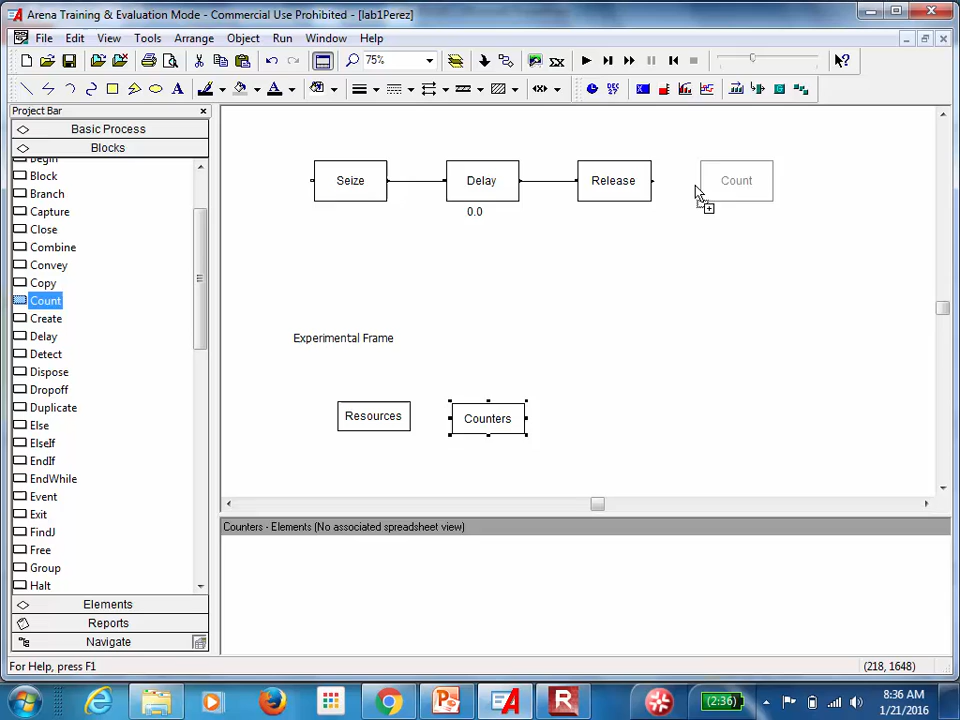 Arena Training & Evaluation Mode - Commercial Use Prohibited - [lab1Perez]
File Edit View Tools Arrange Object Run Window Help
75%
Project Bar
Basic Process
Blocks
Begin
Block
Branch
Capture
Close
Combine
Convey
Copy
Count
Create
Delay
Detect
Dispose
Dropoff
Duplicate
Else
ElseIf
EndIf
EndWhile
Event
Exit
FindJ
Free
Group
Halt
Elements
Reports
Navigate
Seize
Delay
Release
Count
0.0
Experimental Frame
Resources
Counters
Counters - Elements (No associated spreadsheet view)
For Help, press F1
(218, 1648)
(2:36)
8:36 AM
1/21/2016